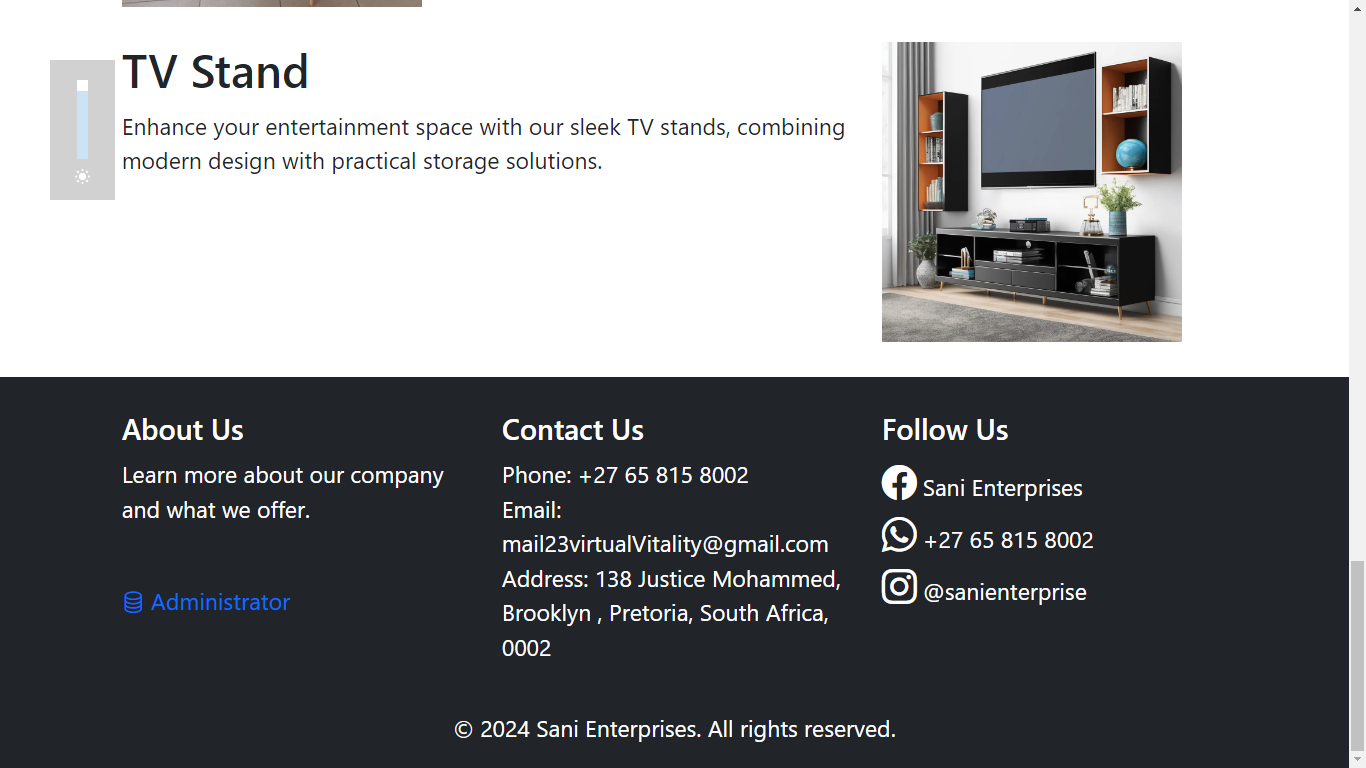 TV Stand
Enhance your entertainment space with our sleek TV stands, combining
modern design with practical storage solutions.
About Us
Learn more about our company
and what we offer.
Administrator
Contact Us
Phone: +27 65 815 8002
Email:
mail23virtualVitality@gmail.com
Address: 138 Justice Mohammed,
Brooklyn , Pretoria, South Africa,
0002
Follow Us
Sani Enterprises
+27 65 815 8002
@sanienterprise
© 2024 Sani Enterprises. All rights reserved.